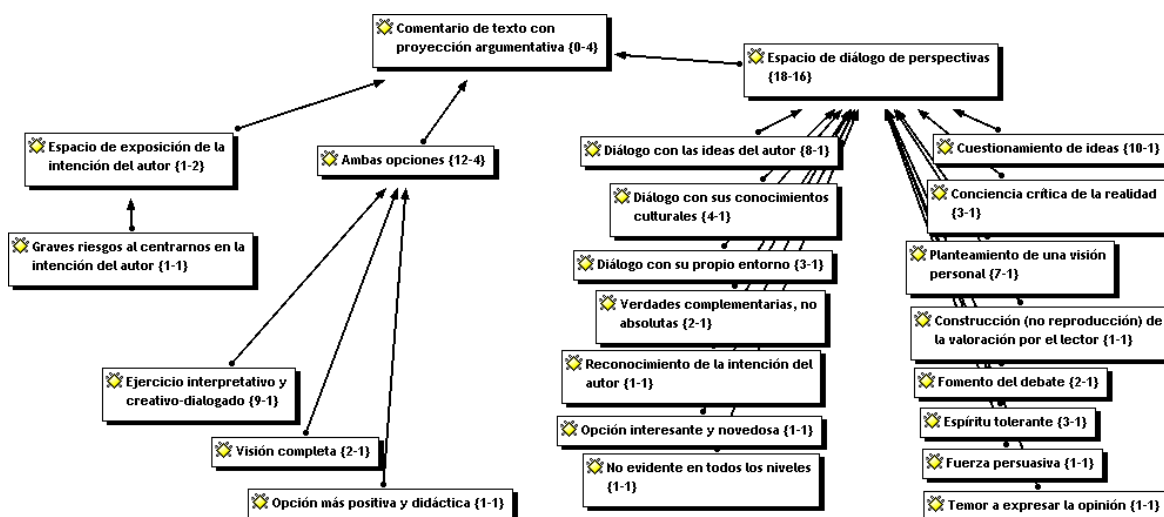 Comentario de texto con
proyección argumentativa {0-4}
Espacio de diálogo de perspectivas
{18-16}
Espacio de exposición de la
intención del autor {1-2}
Ambas opciones {12-4}
Graves riesgos al centrarnos en la
intención del autor {1-1}
Ejercicio interpretativo y
creativo-dialogado {9-1}
Visión completa {2-1}
Opción más positiva y didáctica {1-1}
Diálogo con las ideas del autor {8-1}
Diálogo con sus conocimientos
culturales {4-1}
Diálogo con su propio entorno {3-1}
Verdades complementarias, no
absolutas {2-1}
Reconocimiento de la intención del
autor {1-1}
Opción interesante y novedosa {1-1}
No evidente en todos los niveles
{1-1}
Cuestionamiento de ideas {10-1}
Conciencia crítica de la realidad
{3-1}
Planteamiento de una visión
personal {7-1}
Construcción (no reproducción) de
la valoración por el lector {1-1}
Fomento del debate {2-1}
Espíritu tolerante {3-1}
Fuerza persuasiva {1-1}
Temor a expresar la opinión {1-1}